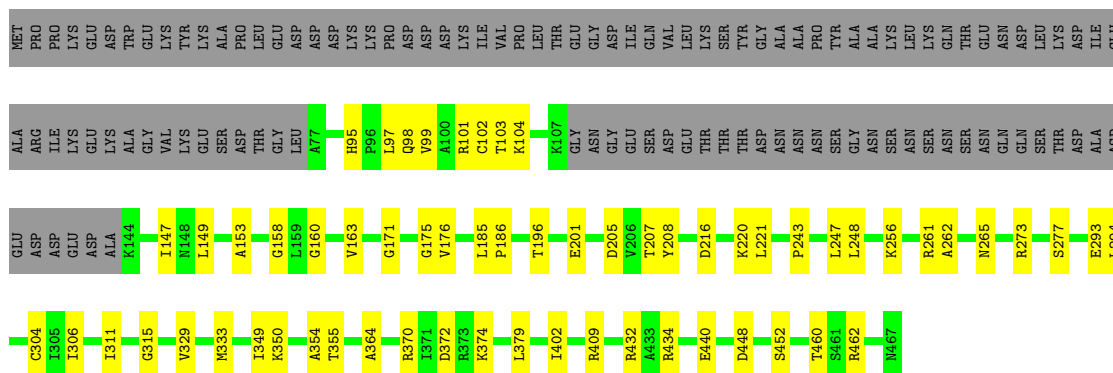 MET PRO PRO LYS GLU ASP TRP GLU LYS TYR LYS ALA PRO LEU GLU ASP ASP ASP LYS LYS PRO ASP ASP ASP LYS ILE VAL PRO LEU THR GLU GLY ASP ILE GLN VAL LEU LYS SER TYR GLY ALA ALA PRO TYR ALA ALA LYS LEU LYS GLN THR GLU ASN ASP LEU LYS ASP ILE
ALA ARG ILE LYS GLU LYS ALA GLY VAL LYS GLU SER ASP THR GLY LEU A77 H95 P96 L97 Q98 V99 A100 R101 C102 T103 K104 K107 GLY ASN GLY GLU SER ASP GLU THR THR THR ASP ASN ASN ASN SER GLY ASN SER ASN SER ASN SER ASN GLN GLN SER THR ASP ALA
GLU ASP ASP GLU ASP ALA K144 I147 N148 L149 A153 G158 L159 G160 V163 G171 G175 V176 L185 P186 T196 E201 D205 V206 T207 Y208 D216 K220 L221 P243 L247 L248 K256 R261 A262 N265 R273 S277 E293
C304 I305 I306 I311 G315 V329 M333 I349 K350 A354 T355 A364 R370 I371 D372 R373 K374 L379 I402 R409 R432 A433 R434 E440 D448 S452 T460 S461 R462 N467